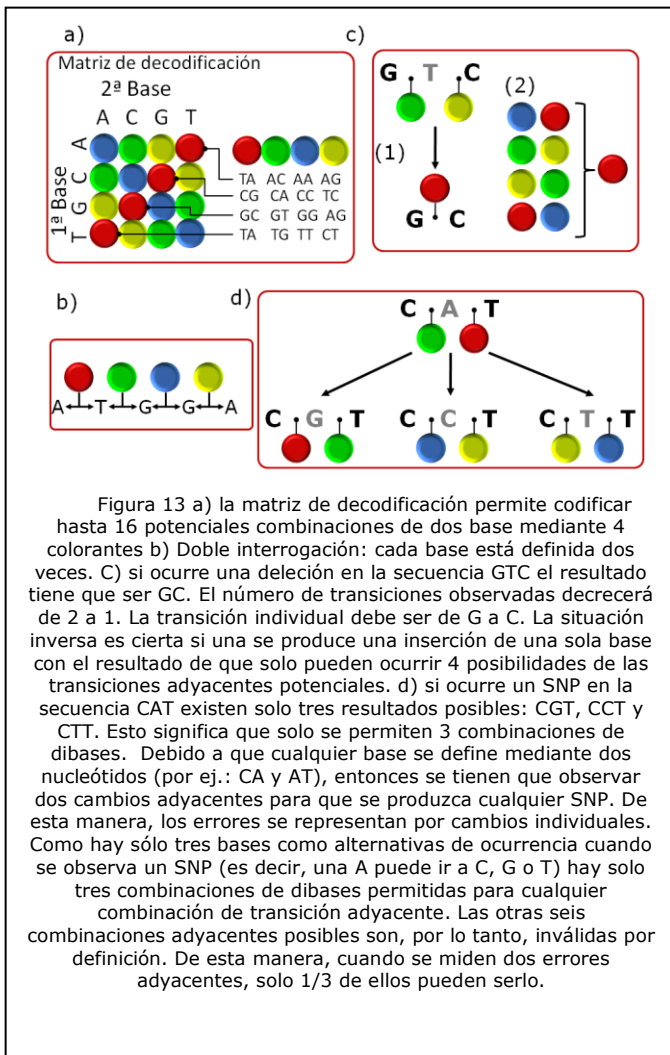 a)
Matriz de decodificación
2ª Base
A C G T
1ª Base
A
C
G
T
TA AC AA AG
CG CA CC TC
GC GT GG AG
TA TG TT CT
c)
G T C
(1)
G C
(2)
b)
A T G G A
d)
C A T
C G T
C C T
C T T
Figura 13 a) la matriz de decodificación permite codificar
hasta 16 potenciales combinaciones de dos base mediante 4
colorantes b) Doble interrogación: cada base está definida dos
veces. C) si ocurre una deleción en la secuencia GTC el resultado
tiene que ser GC. El número de transiciones observadas decrecerá
de 2 a 1. La transición individual debe ser de G a C. La situación
inversa es cierta si una se produce una inserción de una sola base
con el resultado de que solo pueden ocurrir 4 posibilidades de las
transiciones adyacentes potenciales. d) si ocurre un SNP en la
secuencia CAT existen solo tres resultados posibles: CGT, CCT y
CTT. Esto significa que solo se permiten 3 combinaciones de
dibases. Debido a que cualquier base se define mediante dos
nucleótidos (por ej.: CA y AT), entonces se tienen que observar
dos cambios adyacentes para que se produzca cualquier SNP. De
esta manera, los errores se representan por cambios individuales.
Como hay sólo tres bases como alternativas de ocurrencia cuando
se observa un SNP (es decir, una A puede ir a C, G o T) hay solo
tres combinaciones de dibases permitidas para cualquier
combinación de transición adyacente. Las otras seis
combinaciones adyacentes posibles son, por lo tanto, inválidas por
definición. De esta manera, cuando se miden dos errores
adyacentes, solo 1/3 de ellos pueden serlo.